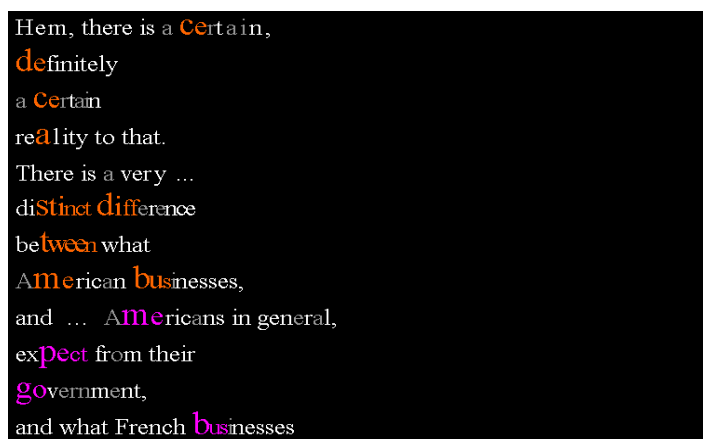 Hem, there is a certain,
definitely
a certain
reality to that.
There is a very ...
distinct difference
between what
American businesses,
and ... Americans in general,
expect from their
government,
and what French businesses